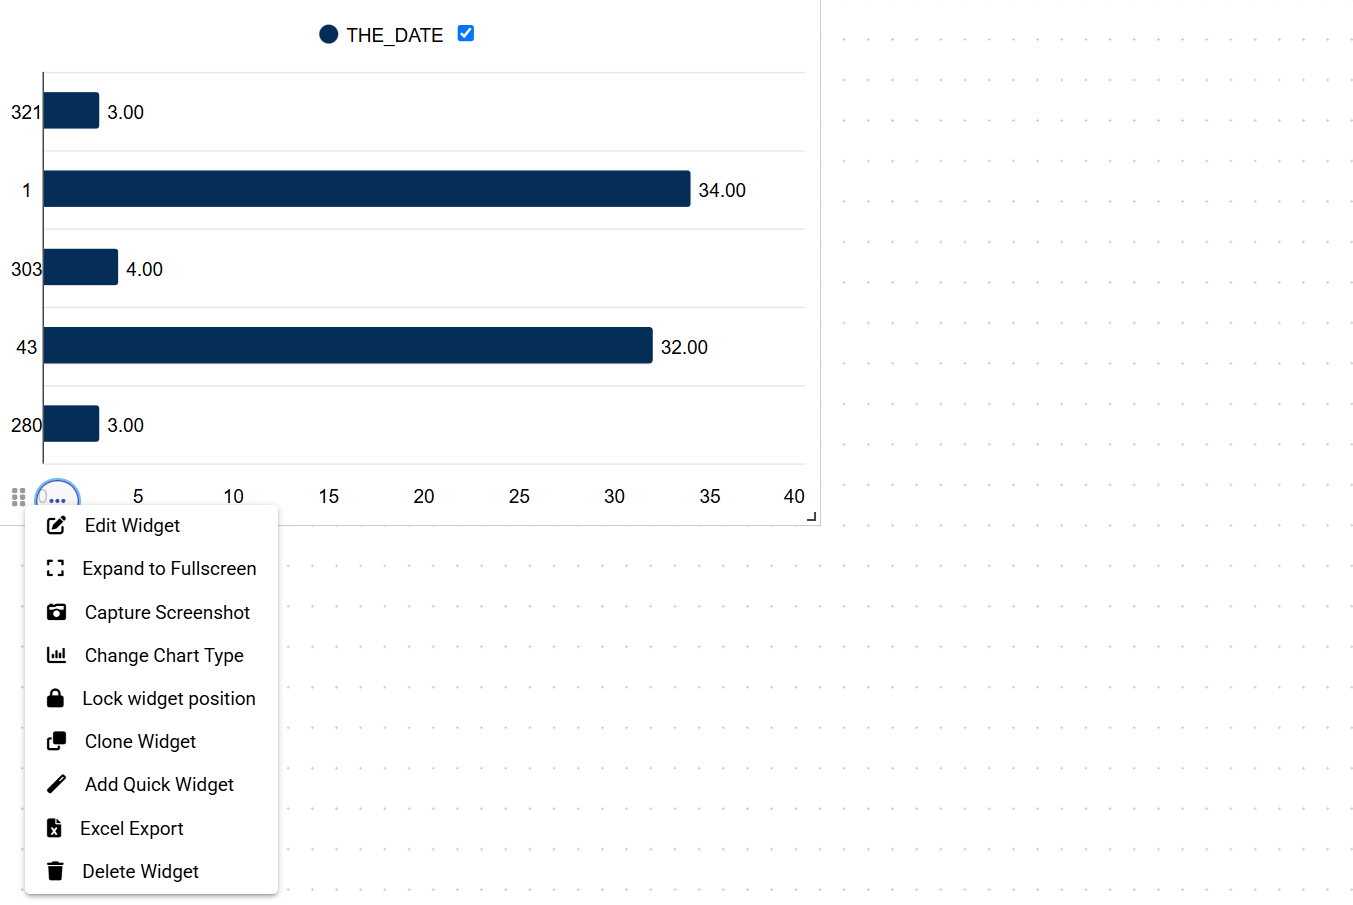 THE_DATE
321 3.00
1 34.00
303 4.00
43 32.00
280 3.00
0 ... 5 10 15 20 25 30 35 40
Edit Widget
Expand to Fullscreen
Capture Screenshot
Change Chart Type
Lock widget position
Clone Widget
Add Quick Widget
Excel Export
Delete Widget